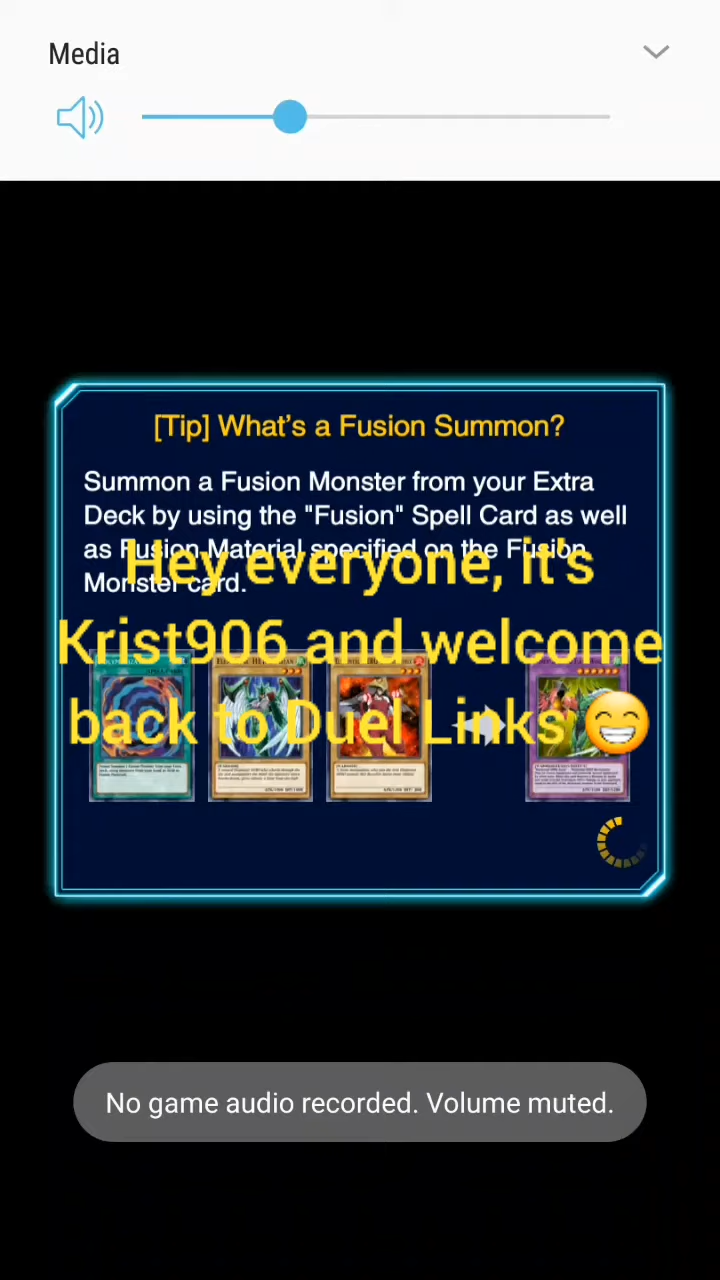 Media
[Tip] What's a Fusion Summon?
Summon a Fusion Monster from your Extra
Deck by using the "Fusion" Spell Card as well
as Fusion Material specified on the Fusion
Monster card.
Hey everyone, it's
Krist906 and welcome
back to Duel Links 😁
No game audio recorded. Volume muted.